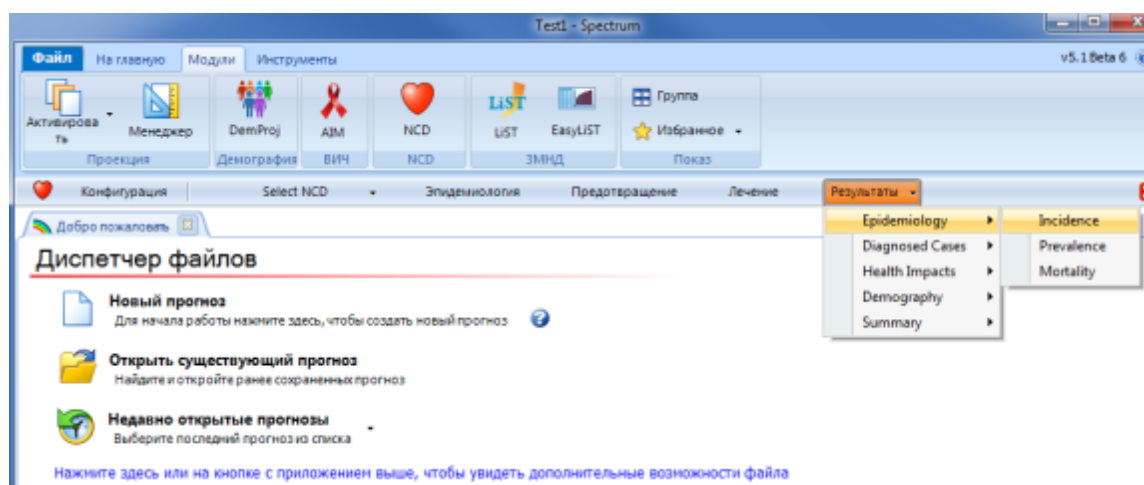 Test1 - Spectrum
Файл На главную Модули Инструменты v5.1Beta 6
Активировать Менеджер DemProj AIM NCD LiST EasyLiST Группа
Избранное
Проекция Демография ВИЧ NCD ЗМНД Показ
Конфигурация Select NCD Эпидемиология Предотвращение Лечение Результаты
Epidemiology Incidence
Diagnosed Cases Prevalence
Health Impacts Mortality
Demography
Summary
Добро пожаловать
Диспетчер файлов
Новый прогноз
Для начала работы нажмите здесь, чтобы создать новый прогноз
Открыть существующий прогноз
Найдите и откройте ранее сохраненных прогноз
Недавно открытые прогнозы
Выберите последний прогноз из списка
Нажмите здесь или на кнопке с приложением выше, чтобы увидеть дополнительные возможности файла